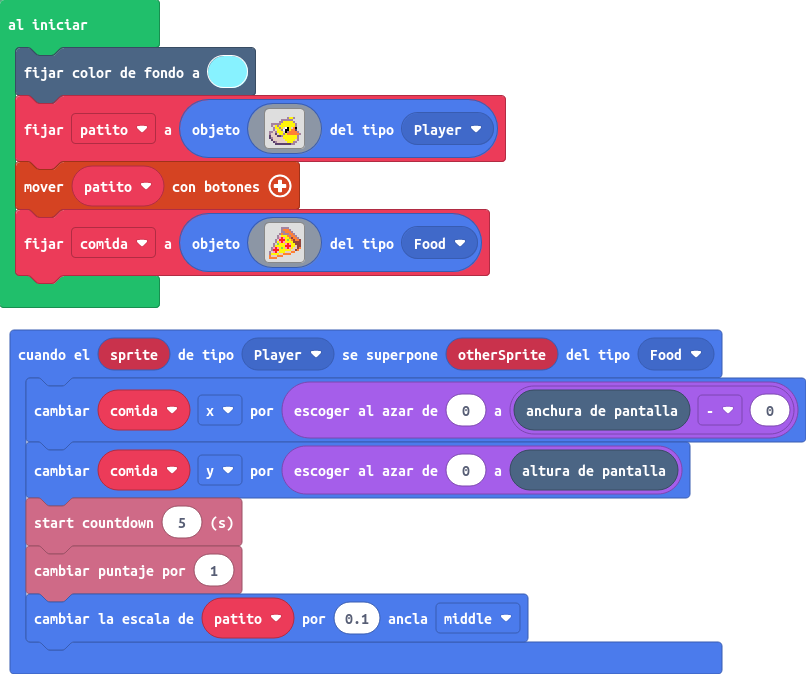 al iniciar
fijar color de fondo a
fijar patito a objeto del tipo Player
mover patito con botones
fijar comida a objeto del tipo Food
cuando el sprite de tipo Player se superpone otherSprite del tipo Food
cambiar comida x por escoger al azar de 0 a anchura de pantalla - 0
cambiar comida y por escoger al azar de 0 a altura de pantalla
start countdown 5 (s)
cambiar puntaje por 1
cambiar la escala de patito por 0.1 ancla middle